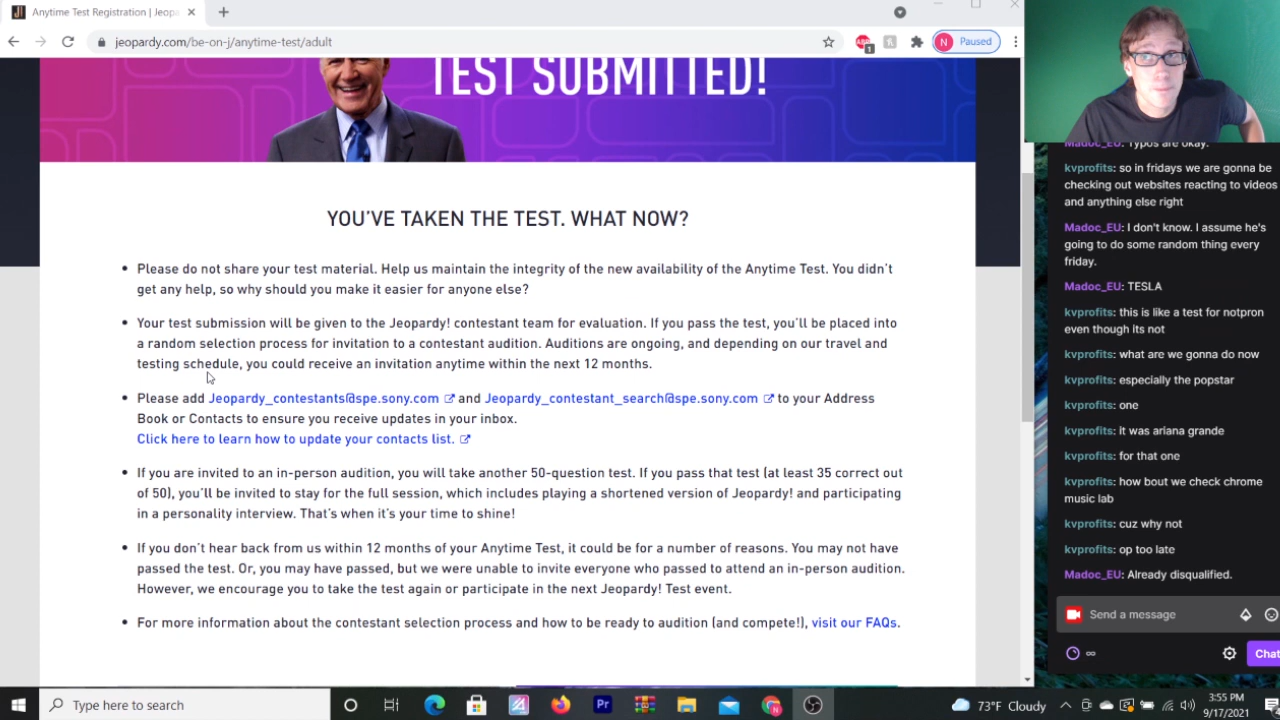 Anytime Test Registration | Jeop
jeopardy.com/be-on-j/anytime-test/adult
ABP
1
N
Paused
TEST SUBMITTED!
YOU'VE TAKEN THE TEST. WHAT NOW?
• Please do not share your test material. Help us maintain the integrity of the new availability of the Anytime Test. You didn't
get any help, so why should you make it easier for anyone else?
• Your test submission will be given to the Jeopardy! contestant team for evaluation. If you pass the test, you'll be placed into
a random selection process for invitation to a contestant audition. Auditions are ongoing, and depending on our travel and
testing schedule, you could receive an invitation anytime within the next 12 months.
• Please add Jeopardy_contestants@spe.sony.com and Jeopardy_contestant_search@spe.sony.com to your Address
Book or Contacts to ensure you receive updates in your inbox.
Click here to learn how to update your contacts list.
• If you are invited to an in-person audition, you will take another 50-question test. If you pass that test (at least 35 correct out
of 50), you'll be invited to stay for the full session, which includes playing a shortened version of Jeopardy! and participating
in a personality interview. That's when it's your time to shine!
• If you don't hear back from us within 12 months of your Anytime Test, it could be for a number of reasons. You may not have
passed the test. Or, you may have passed, but we were unable to invite everyone who passed to attend an in-person audition.
However, we encourage you to take the test again or participate in the next Jeopardy! Test event.
• For more information about the contestant selection process and how to be ready to audition (and compete!), visit our FAQs.
Madoc_EU: Typos are okay.
kvprofits: so in fridays we are gonna be
checking out websites reacting to videos
and anything else right
Madoc_EU: I don't know. I assume he's
going to do some random thing every
friday.
Madoc_EU: TESLA
kvprofits: this is like a test for notpron
even though its not
kvprofits: what are we gonna do now
kvprofits: especially the popstar
kvprofits: one
kvprofits: it was ariana grande
kvprofits: for that one
kvprofits: how bout we check chrome
music lab
kvprofits: cuz why not
kvprofits: op too late
Madoc_EU: Already disqualified.
Send a message
∞
Chat
Type here to search
Pr
N
73°F Cloudy
3:55 PM
9/17/2021